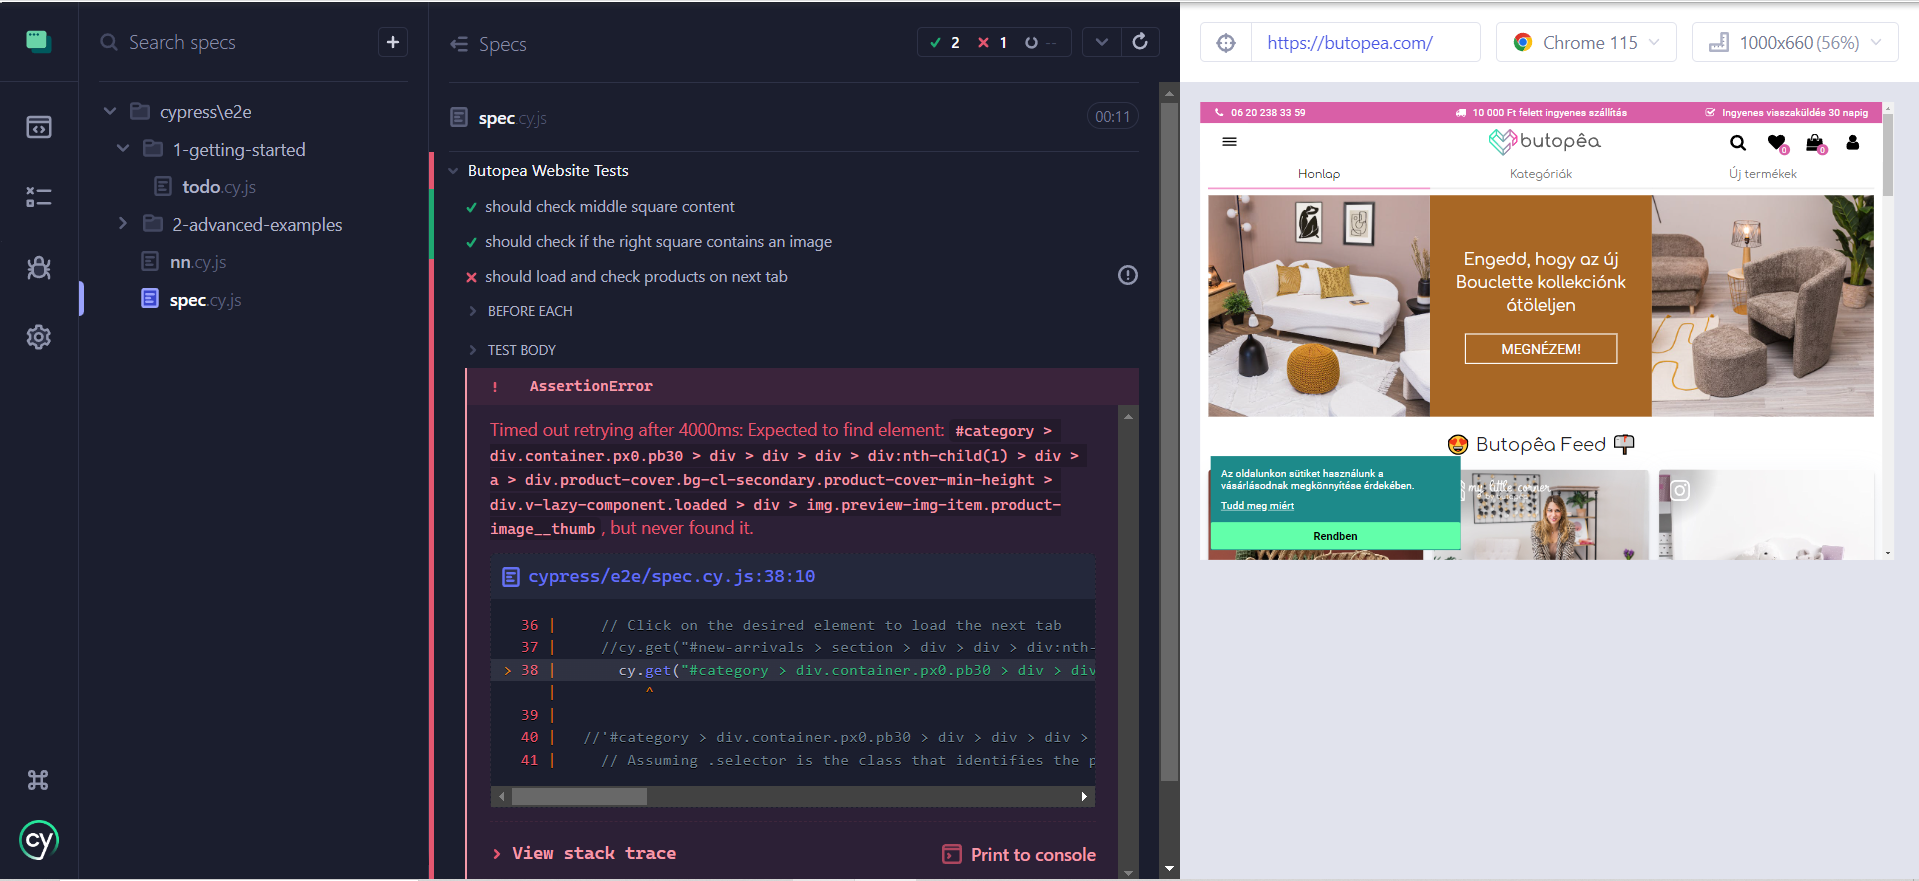 Search specs
+
cypress\e2e
1-getting-started
todo.cy.js
2-advanced-examples
nn.cy.js
spec.cy.js
cy
Specs
2 1 --
spec cy.js
00:11
Butopea Website Tests
should check middle square content
should check if the right square contains an image
should load and check products on next tab
BEFORE EACH
TEST BODY
! AssertionError
Timed out retrying after 4000ms: Expected to find element: #category >
div.container.px0.pb30 > div > div > div > div:nth-child(1) > div >
a > div.product-cover.bg-cl-secondary.product-cover-min-height >
div.v-lazy-component.loaded > div > img.preview-img-item.product-
image__thumb , but never found it.
cypress/e2e/spec.cy.js:38:10
36 | // Click on the desired element to load the next tab
37 | //cy.get("#new-arrivals > section > div > div > div:nth-
> 38 | cy.get("#category > div.container.px0.pb30 > div > div
| ^
39 |
40 | //'#category > div.container.px0.pb30 > div > div > div >
41 | // Assuming .selector is the class that identifies the p
> View stack trace
Print to console
https://butopea.com/
Chrome 115
1000x660 (56%)
06 20 238 33 59
10 000 Ft felett ingyenes szállítás
Ingyenes visszaküldés 30 napig
butopêa
0
0
Honlap
Kategóriák
Új termékek
Engedd, hogy az új
Bouclette kollekciónk
átöleljen
MEGNÉZEM!
😍 Butopêa Feed 📬
Az oldalunkon sütiket használunk a
vásárlásodnak megkönnyítése érdekében.
Tudd meg miért
Rendben
my little corner